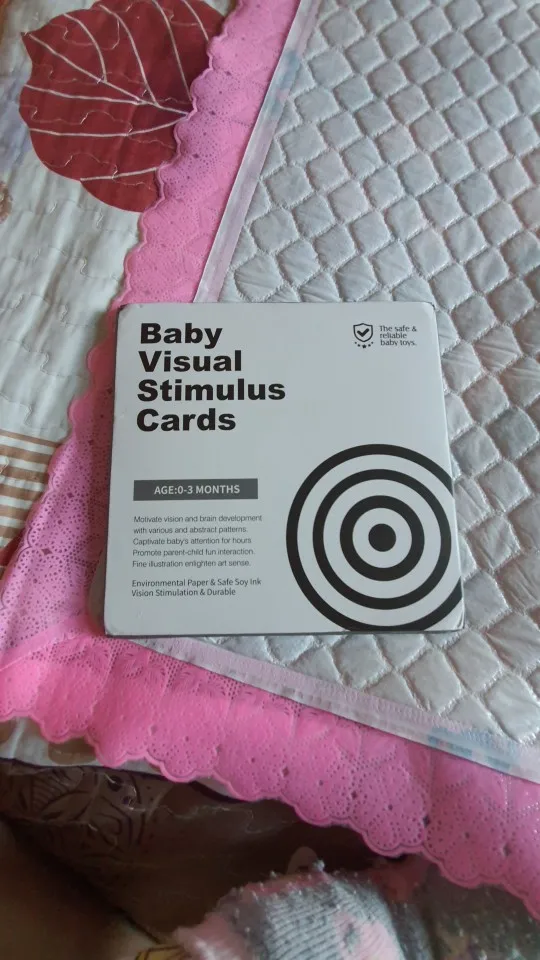 Baby
Visual
Stimulus
Cards
The safe &
reliable
baby toys.
AGE:0-3 MONTHS
Motivate vision and brain development
with various and abstract patterns.
Captivate baby's attention for hours
Promote parent-child fun interaction.
Fine illustration enlighten art sense.
Environmental Paper & Safe Soy Ink
Vision Stimulation & Durable